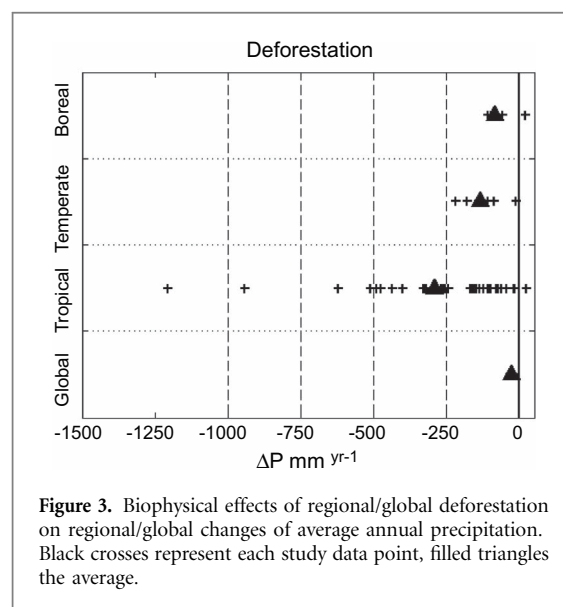 Deforestation
Boreal
Temperate
Tropical
Global
-1500 -1250 -1000 -750 -500 -250 0
ΔP mm yr-1
Figure 3. Biophysical effects of regional/global deforestation
on regional/global changes of average annual precipitation.
Black crosses represent each study data point, filled triangles
the average.